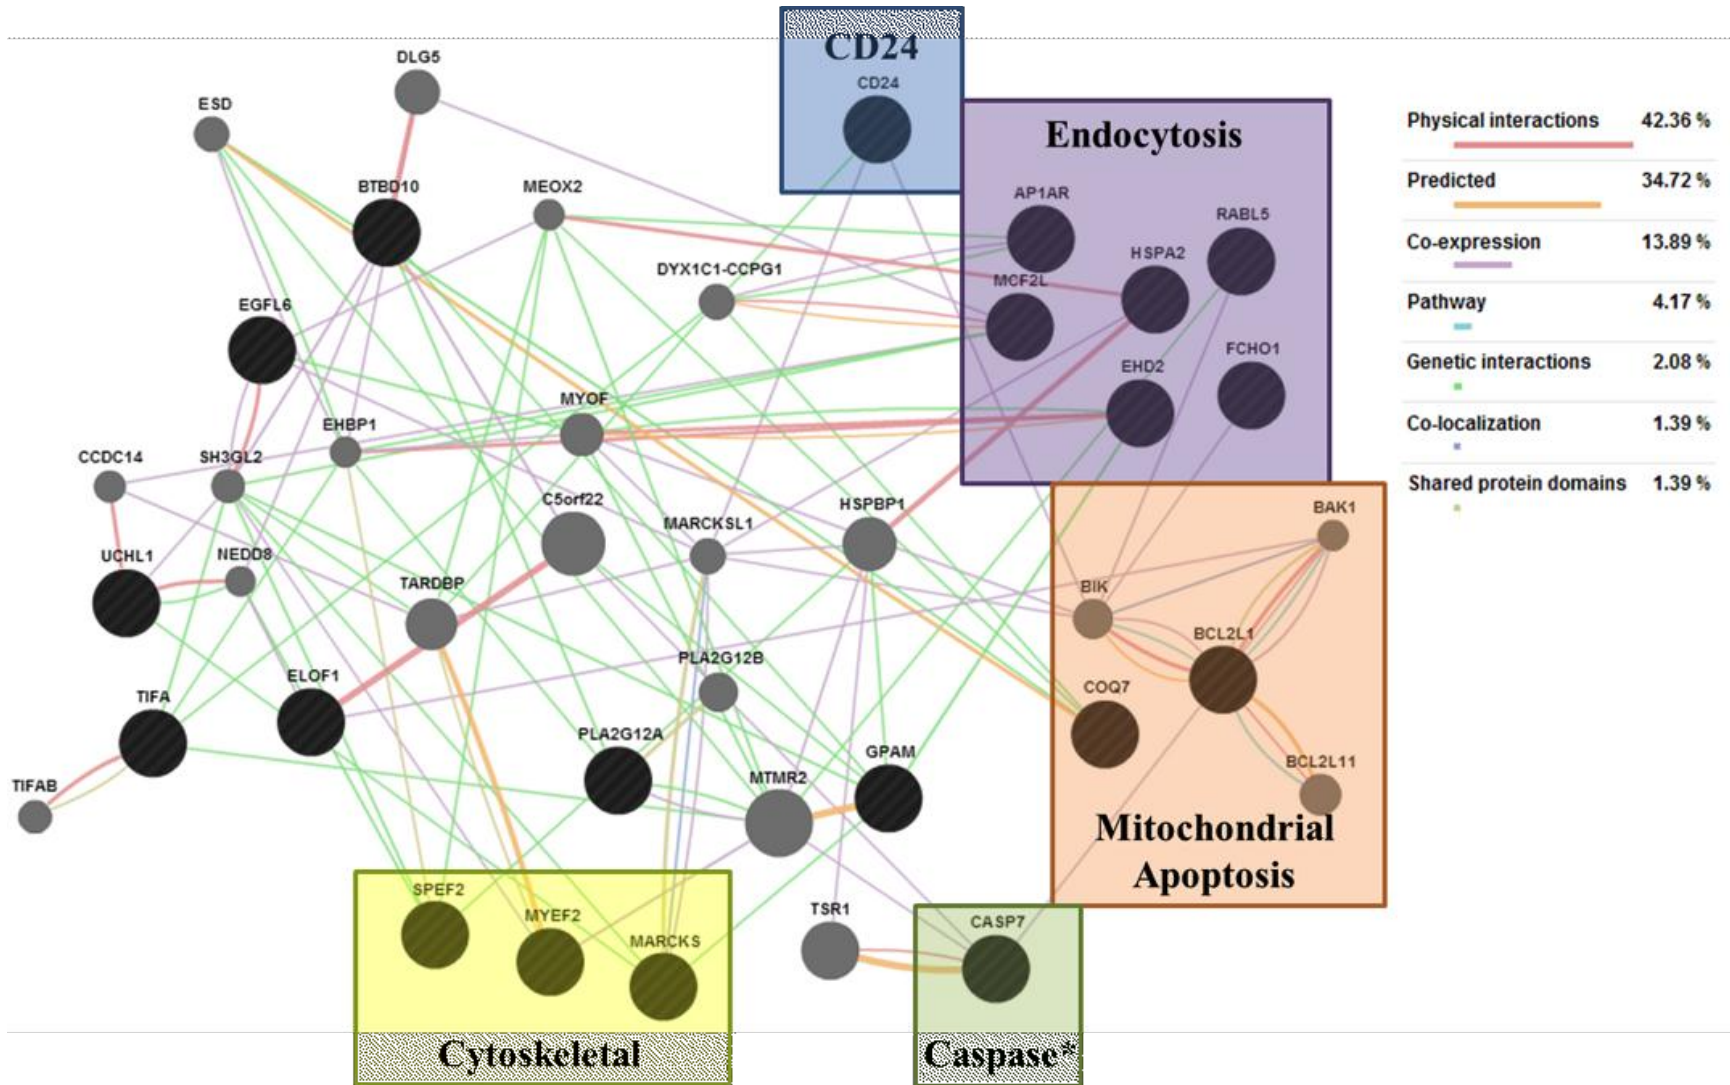 CD24
CD24
DLG5
ESD
Endocytosis
BTBD10
MEOX2
AP1AR
RABL5
HSPA2
DYX1C1-CCPG1
MCF2L
EGFL6
FCHO1
EHD2
MYOF
EHBP1
CCDC14
SH3GL2
C5orf22
HSPBP1
MARCKSL1
BAK1
UCHL1
NEDD8
TARDBP
BIK
BCL2L1
PLA2G12B
ELOF1
COQ7
TIFA
PLA2G12A
GPAM
MTMR2
BCL2L11
TIFAB
Mitochondrial
Apoptosis
SPEF2
MYEF2
MARCKS
TSR1
CASP7
Cytoskeletal
Caspase*
Physical interactions 42.36 %
Predicted 34.72 %
Co-expression 13.89 %
Pathway 4.17 %
Genetic interactions 2.08 %
Co-localization 1.39 %
Shared protein domains 1.39 %